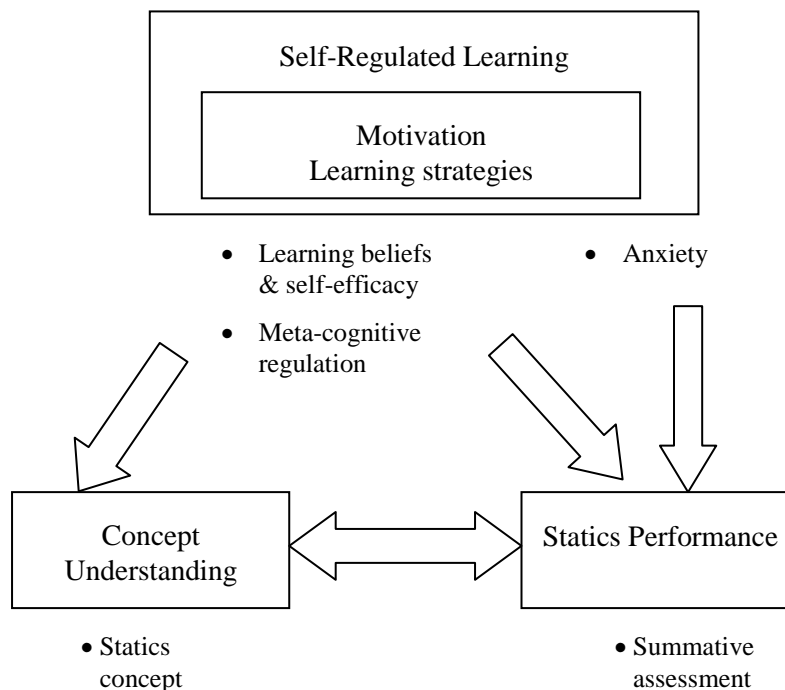 Self-Regulated Learning
Motivation
Learning strategies
• Learning beliefs
& self-efficacy
• Meta-cognitive
regulation
• Anxiety
Concept
Understanding
Statics Performance
• Statics
concept
• Summative
assessment